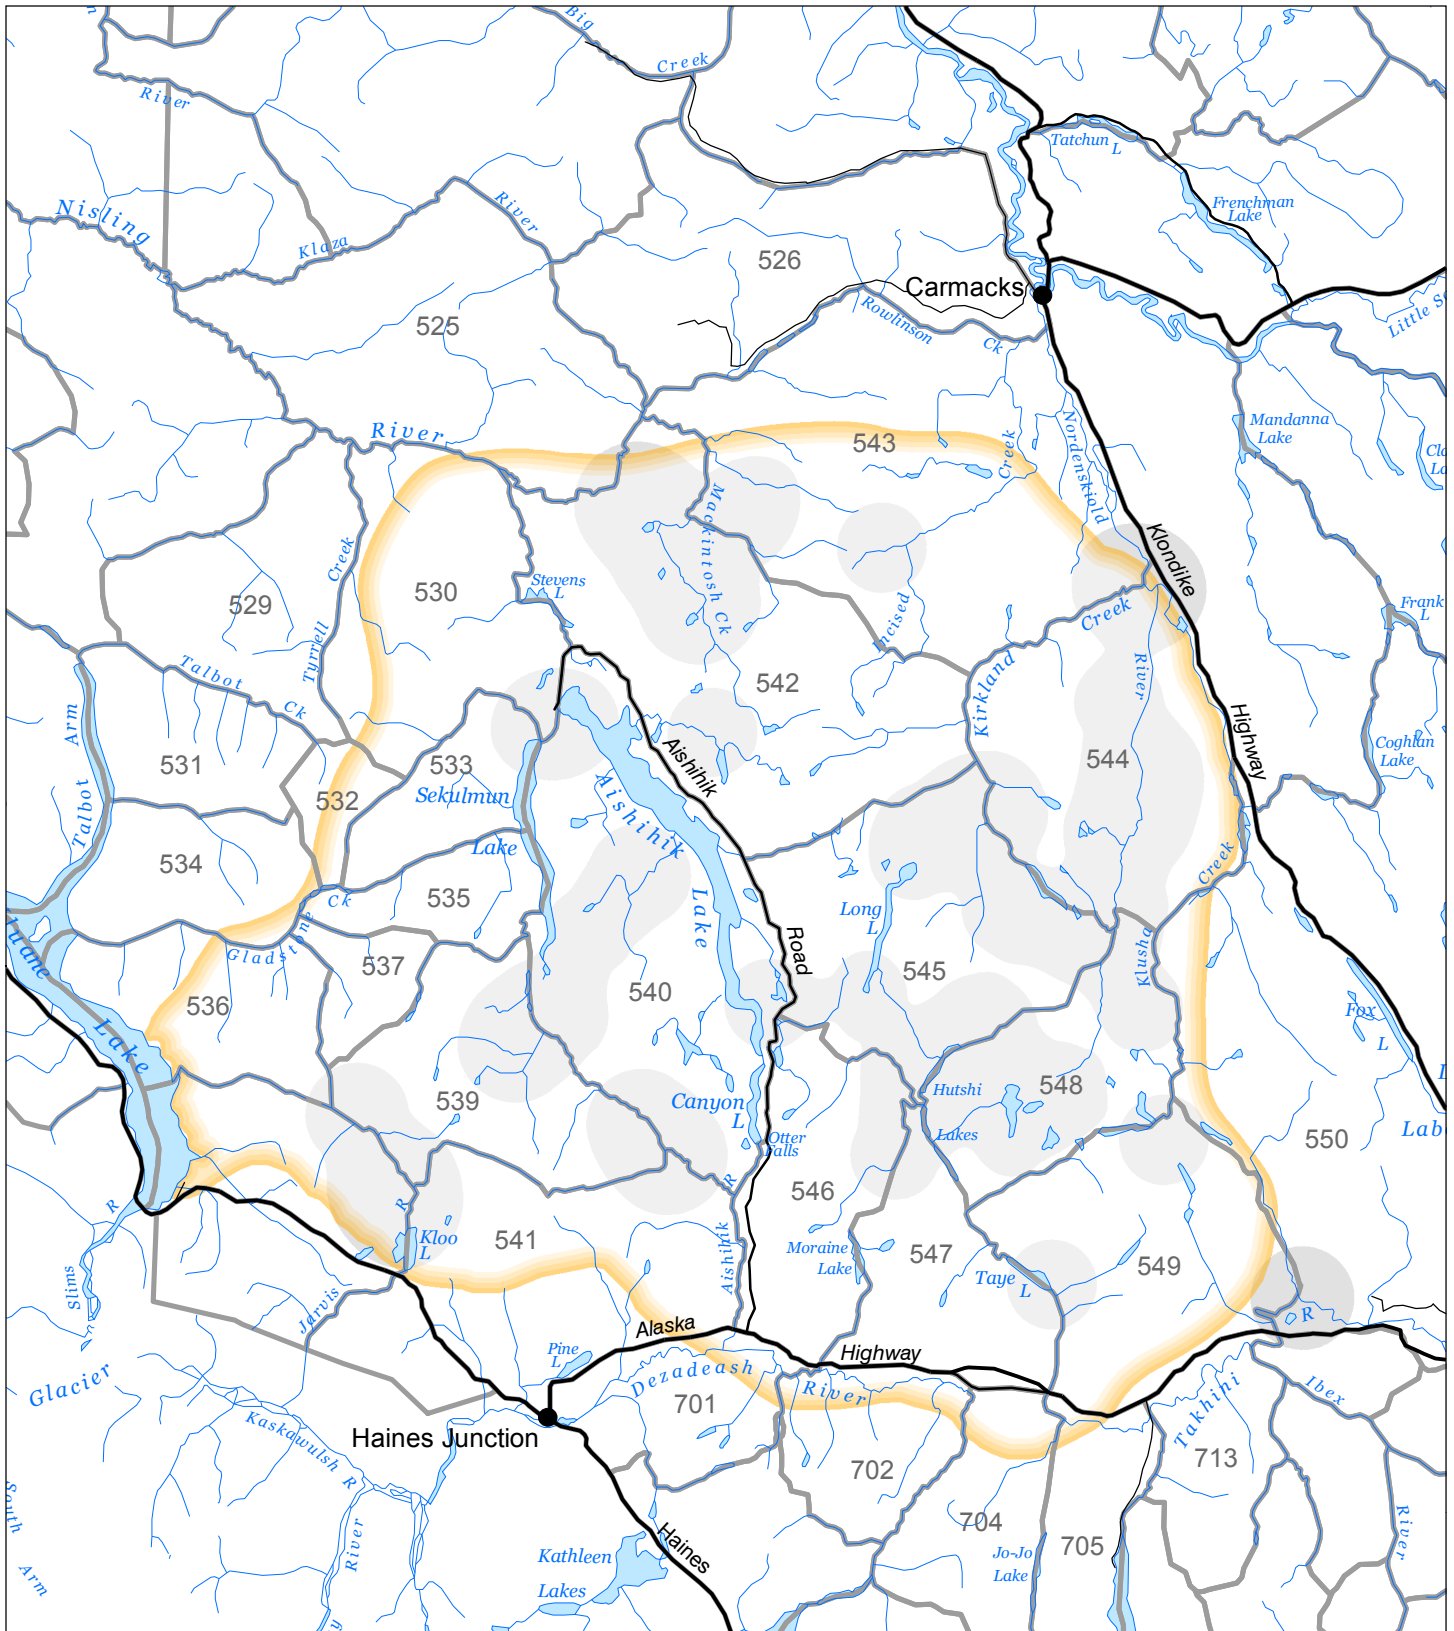 Big
Creek
River
Tatchun
L
Frenchman
Lake
Nisling
River
Klaza
526
Carmacks
525
Rowlinson
Ck
Little
Mandanna
Lake
River
543
Creek
Nordenskiold
Mackintosh Ck
Klondike
Highway
Creek
Tyrrell
Stevens
L
529
530
Incised
Creek
Frank
L
Talbot
Ck
542
Kirkland
River
Talbot
Arm
531
533
532
Sekulmun
Lake
Aishihik
Road
Aishihik
Lake
544
Coghlan
Lake
534
535
Ck
Gladstone
Long
L
Creek
Klusha
537
545
540
536
Lake
Fox
L
539
Canyon
L
Otter
Falls
Hutshi
Lakes
548
550
R
R
R
546
Kloo
L
541
Aishihik
Moraine
Lake
547
Taye
L
549
Slims
Jarvis
R
Alaska
Highway
Pine
L
Dezadeash
River
Glacier
701
Takhini
Ibex
Kaskawulsh R
Haines Junction
702
713
704
705
South
Arm
River
Haines
Kathleen
Lakes
Jo-Jo
Lake
River